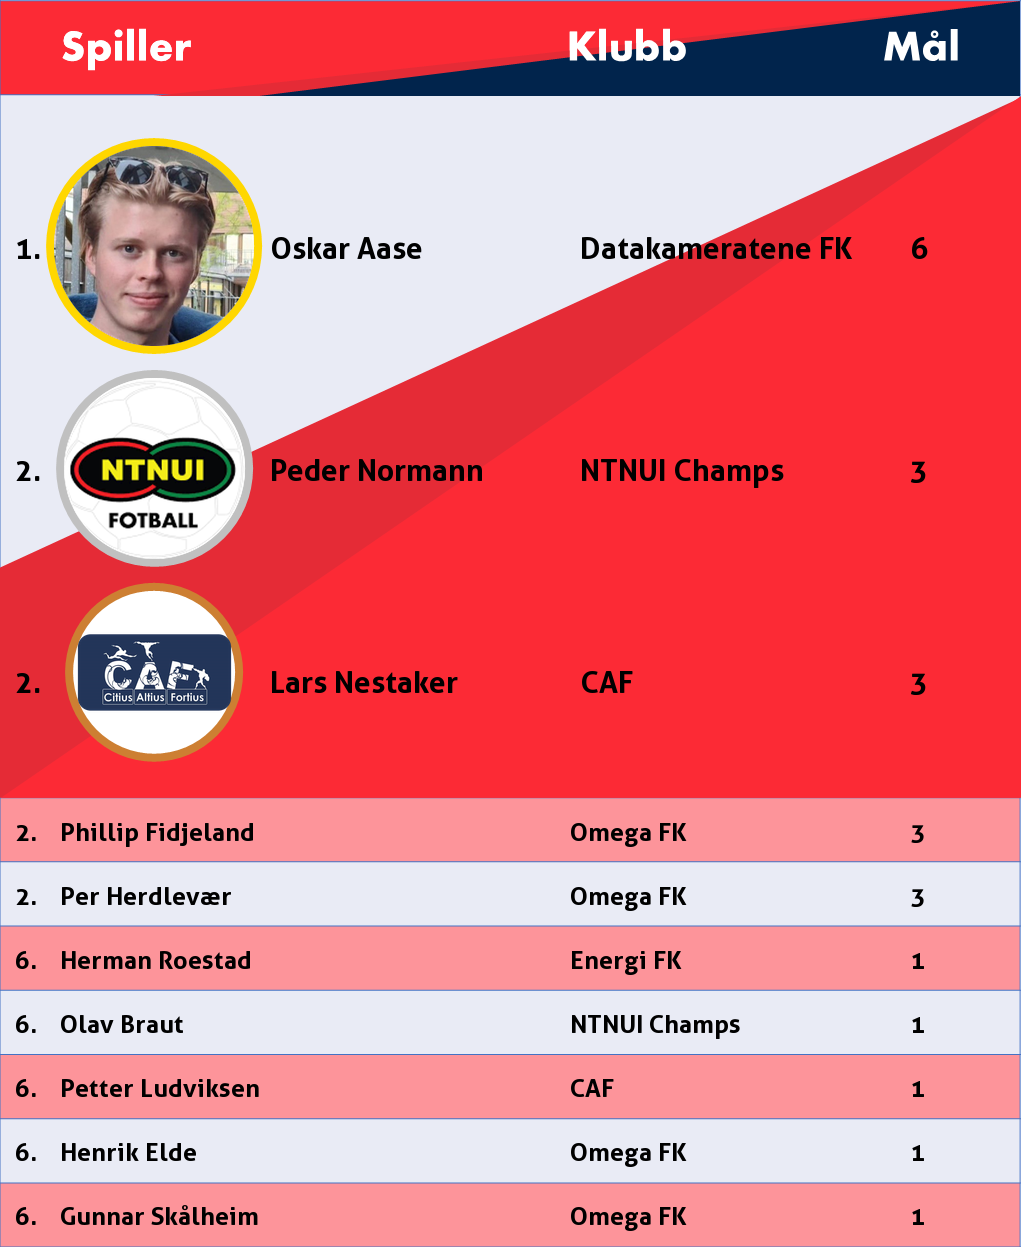 Spiller Klubb Mål
1. Oskar Aase Datakameratene FK 6
NTNUI
FOTBALL
2. Peder Normann NTNUI Champs 3
CAF
Citius Altius Fortius
2. Lars Nestaker CAF 3
2. Phillip Fidjeland Omega FK 3
2. Per Herdlevær Omega FK 3
6. Herman Roestad Energi FK 1
6. Olav Braut NTNUI Champs 1
6. Petter Ludviksen CAF 1
6. Henrik Elde Omega FK 1
6. Gunnar Skålheim Omega FK 1